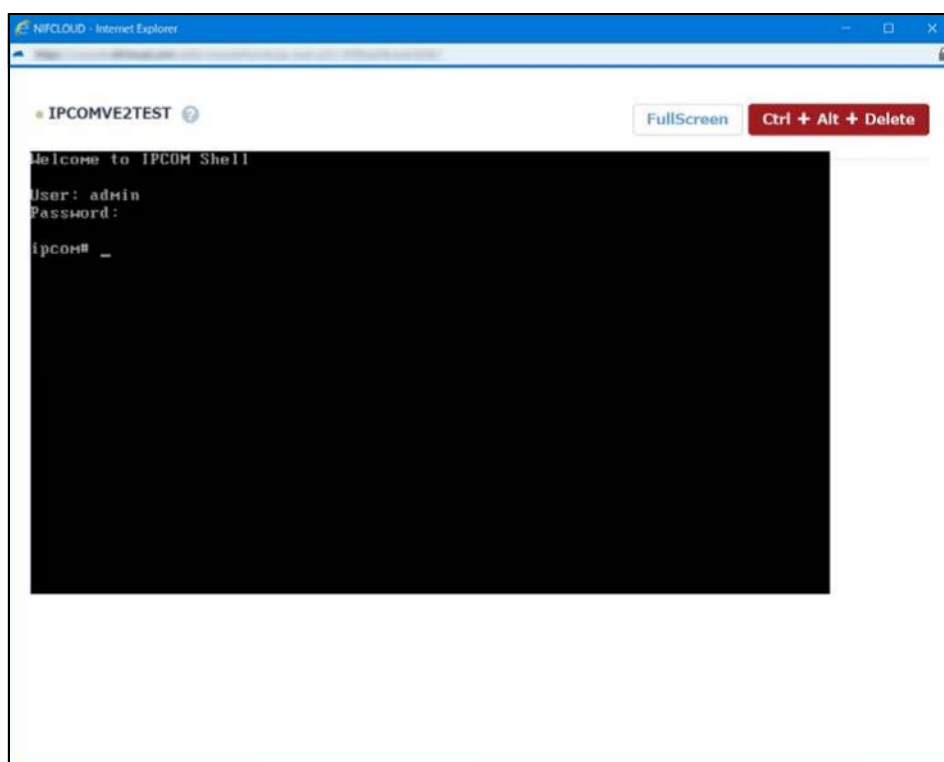 NIFCLOUD - Internet Explorer
IPCOMVE2TEST
FullScreen
Ctrl + Alt + Delete
Welcome to IPCOM Shell
User: admin
Password:
ipcom# _